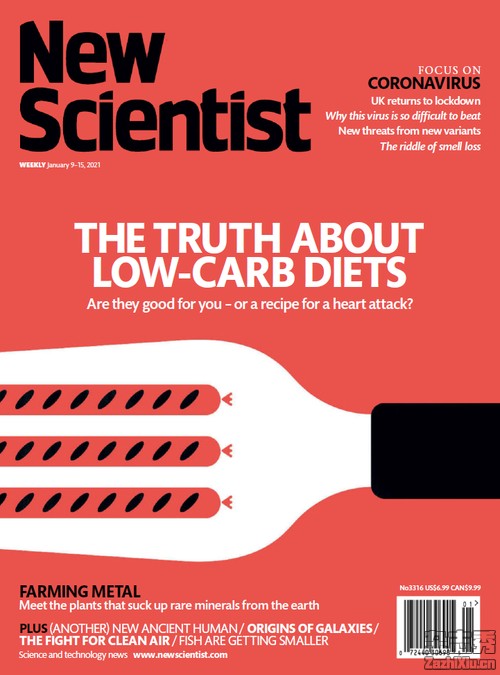 New
Scientist
WEEKLY January 9-15, 2021
FOCUS ON
CORONAVIRUS
UK returns to lockdown
Why this virus is so difficult to beat
New threats from new variants
The riddle of smell loss
THE TRUTH ABOUT
LOW-CARB DIETS
Are they good for you – or a recipe for a heart attack?
FARMING METAL
Meet the plants that suck up rare minerals from the earth
PLUS (ANOTHER) NEW ANCIENT HUMAN / ORIGINS OF GALAXIES /
THE FIGHT FOR CLEAN AIR / FISH ARE GETTING SMALLER
Science and technology news www.newscientist.com
No3316 US$6.99 CAN$9.99
01
ZaZhiXiu.cn